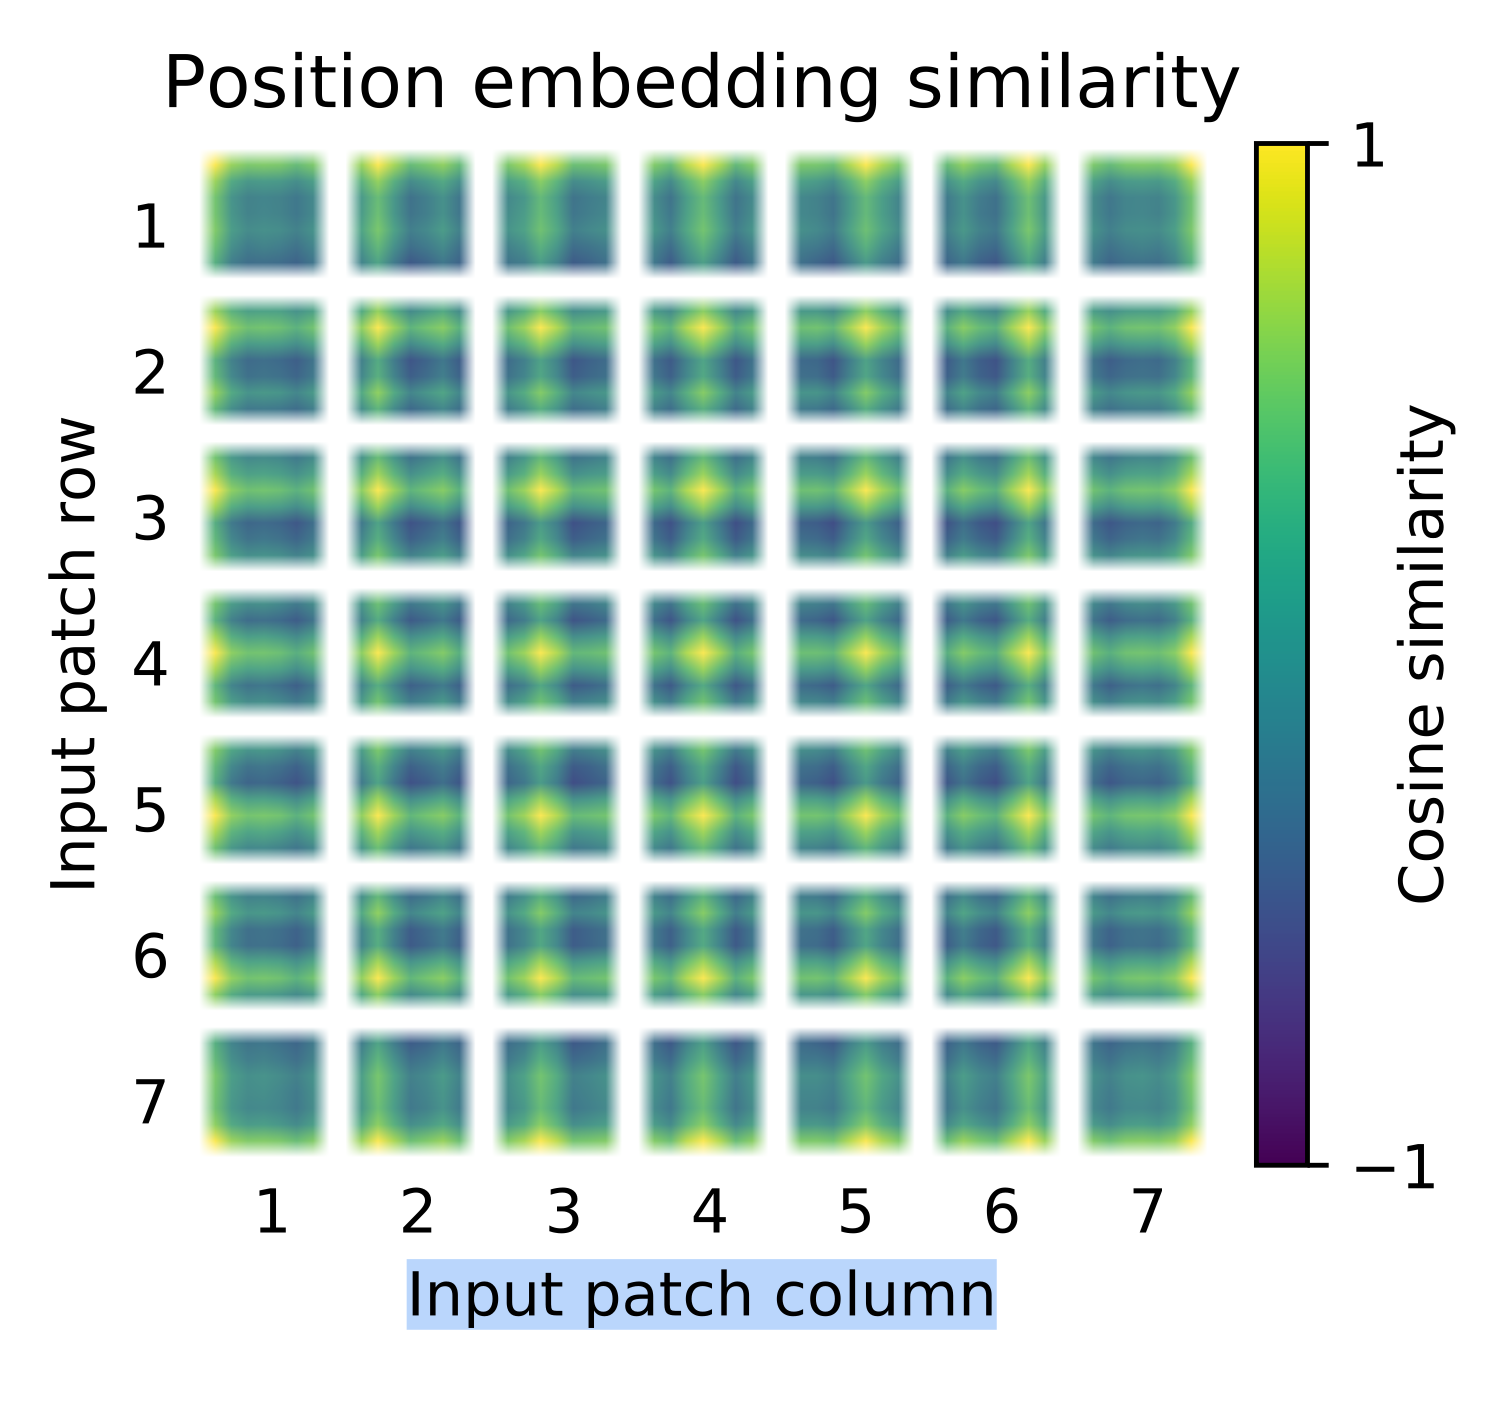 Position embedding similarity
1
2
3
4
5
6
7
Input patch row
1 2 3 4 5 6 7
Input patch column
1
−1
Cosine similarity